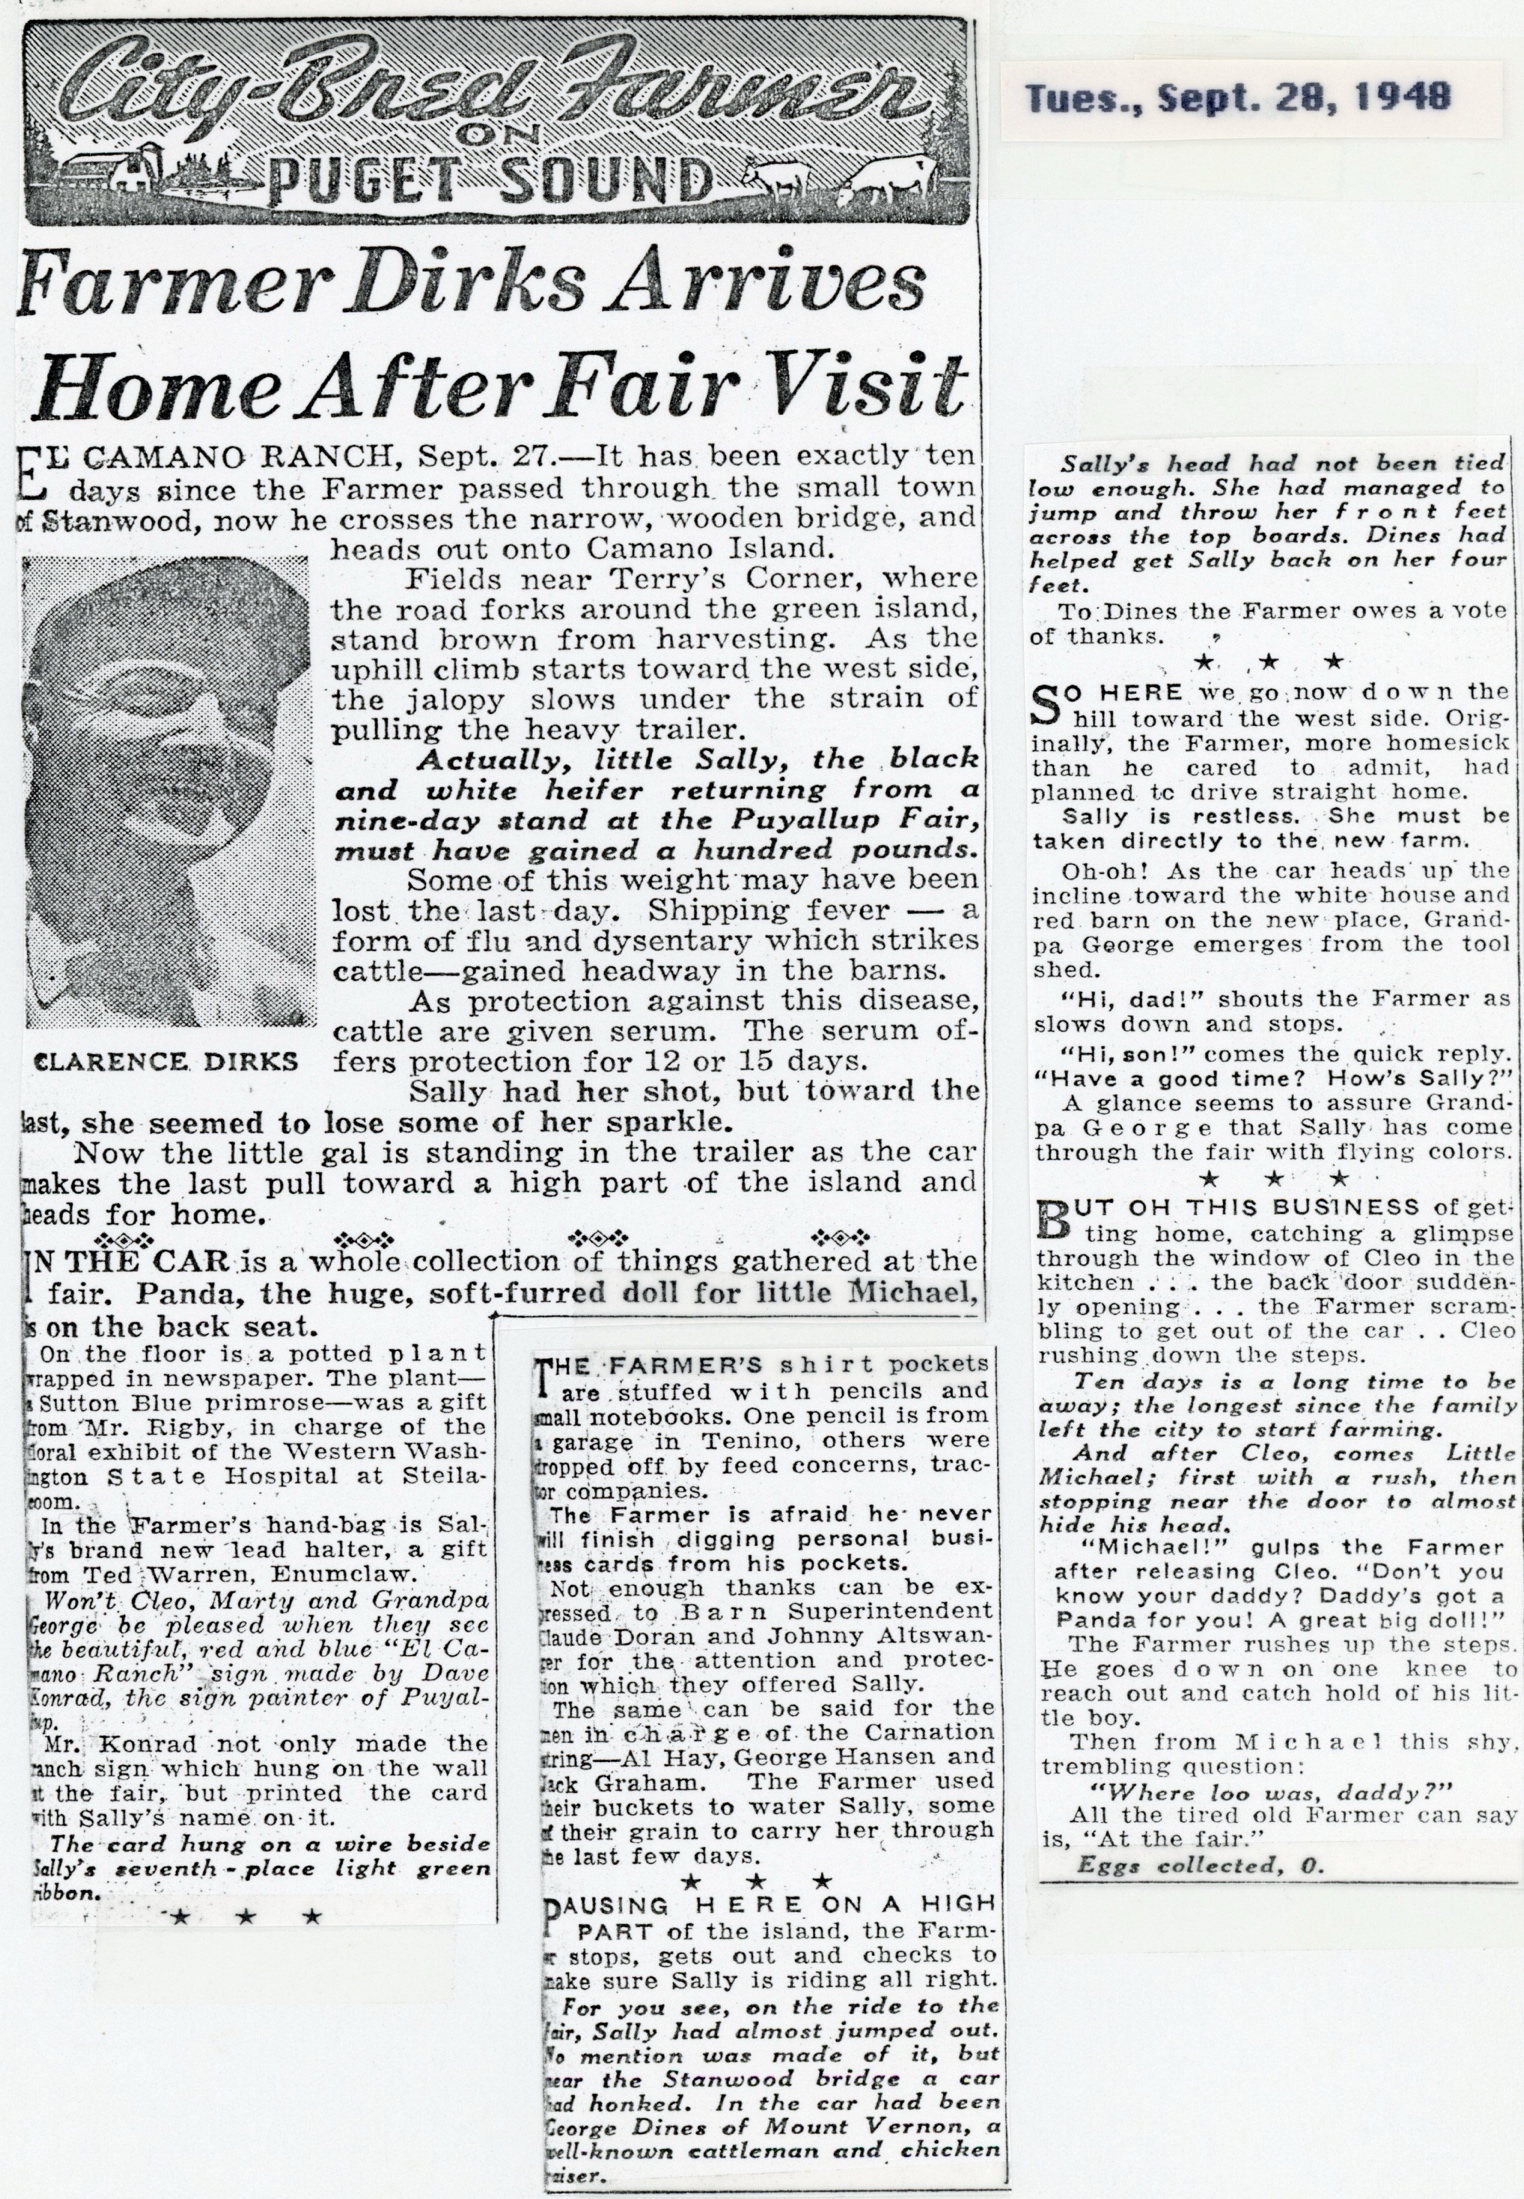 City-Bred Farmer
ON
PUGET SOUND
Tues., Sept. 28, 1948
Farmer Dirks Arrives
Home After Fair Visit
EL CAMANO RANCH, Sept. 27.—It has been exactly ten
days since the Farmer passed through the small town
of Stanwood, now he crosses the narrow, wooden bridge, and
heads out onto Camano Island.
Fields near Terry's Corner, where
the road forks around the green island,
stand brown from harvesting. As the
uphill climb starts toward the west side,
the jalopy slows under the strain of
pulling the heavy trailer.
Actually, little Sally, the black
and white heifer returning from a
nine-day stand at the Puyallup Fair,
must have gained a hundred pounds.
Some of this weight may have been
lost the last day. Shipping fever — a
form of flu and dysentary which strikes
cattle—gained headway in the barns.
As protection against this disease,
cattle are given serum. The serum of-
fers protection for 12 or 15 days.
CLARENCE DIRKS
Sally had her shot, but toward the
last, she seemed to lose some of her sparkle.
Now the little gal is standing in the trailer as the car
makes the last pull toward a high part of the island and
heads for home.
IN THE CAR is a whole collection of things gathered at the
fair. Panda, the huge, soft-furred doll for little Michael,
is on the back seat.
On the floor is a potted plant
wrapped in newspaper. The plant—
a Sutton Blue primrose—was a gift
from Mr. Rigby, in charge of the
floral exhibit of the Western Wash-
ington State Hospital at Steila-
coom.
In the Farmer's hand-bag is Sal-
ly's brand new lead halter, a gift
from Ted Warren, Enumclaw.
Won't Cleo, Marty and Grandpa
George be pleased when they see
the beautiful, red and blue "El Ca-
mano Ranch" sign made by Dave
Konrad, the sign painter of Puyal-
lup.
Mr. Konrad not only made the
ranch sign which hung on the wall
at the fair, but printed the card
with Sally's name on it.
The card hung on a wire beside
Sally's seventh-place light green
ribbon.
★ ★ ★
THE FARMER'S shirt pockets
are stuffed with pencils and
small notebooks. One pencil is from
a garage in Tenino, others were
dropped off by feed concerns, trac-
tor companies.
The Farmer is afraid he never
will finish digging personal busi-
ness cards from his pockets.
Not enough thanks can be ex-
pressed to Barn Superintendent
Claude Doran and Johnny Altswan-
ger for the attention and protec-
tion which they offered Sally.
The same can be said for the
men in charge of the Carnation
string—Al Hay, George Hansen and
Jack Graham. The Farmer used
their buckets to water Sally, some
of their grain to carry her through
the last few days.
★ ★ ★
PAUSING HERE ON A HIGH
PART of the island, the Farm-
er stops, gets out and checks to
make sure Sally is riding all right.
For you see, on the ride to the
fair, Sally had almost jumped out.
No mention was made of it, but
near the Stanwood bridge a car
had honked. In the car had been
George Dines of Mount Vernon, a
well-known cattleman and chicken
raiser.
Sally's head had not been tied
low enough. She had managed to
jump and throw her front feet
across the top boards. Dines had
helped get Sally back on her four
feet.
To Dines the Farmer owes a vote
of thanks.
★ ★ ★
SO HERE we go now down the
hill toward the west side. Orig-
inally, the Farmer, more homesick
than he cared to admit, had
planned to drive straight home.
Sally is restless. She must be
taken directly to the new farm.
Oh-oh! As the car heads up the
incline toward the white house and
red barn on the new place, Grand-
pa George emerges from the tool
shed.
"Hi, dad!" shouts the Farmer as
slows down and stops.
"Hi, son!" comes the quick reply.
"Have a good time? How's Sally?"
A glance seems to assure Grand-
pa George that Sally has come
through the fair with flying colors.
★ ★ ★
BUT OH THIS BUSINESS of get-
ting home, catching a glimpse
through the window of Cleo in the
kitchen . . . the back door sudden-
ly opening . . . the Farmer scram-
bling to get out of the car . . Cleo
rushing down the steps.
Ten days is a long time to be
away; the longest since the family
left the city to start farming.
And after Cleo, comes Little
Michael; first with a rush, then
stopping near the door to almost
hide his head.
"Michael!" gulps the Farmer
after releasing Cleo. "Don't you
know your daddy? Daddy's got a
Panda for you! A great big doll!"
The Farmer rushes up the steps.
He goes down on one knee to
reach out and catch hold of his lit-
tle boy.
Then from Michael this shy,
trembling question:
"Where loo was, daddy?"
All the tired old Farmer can say
is, "At the fair."
Eggs collected, 0.